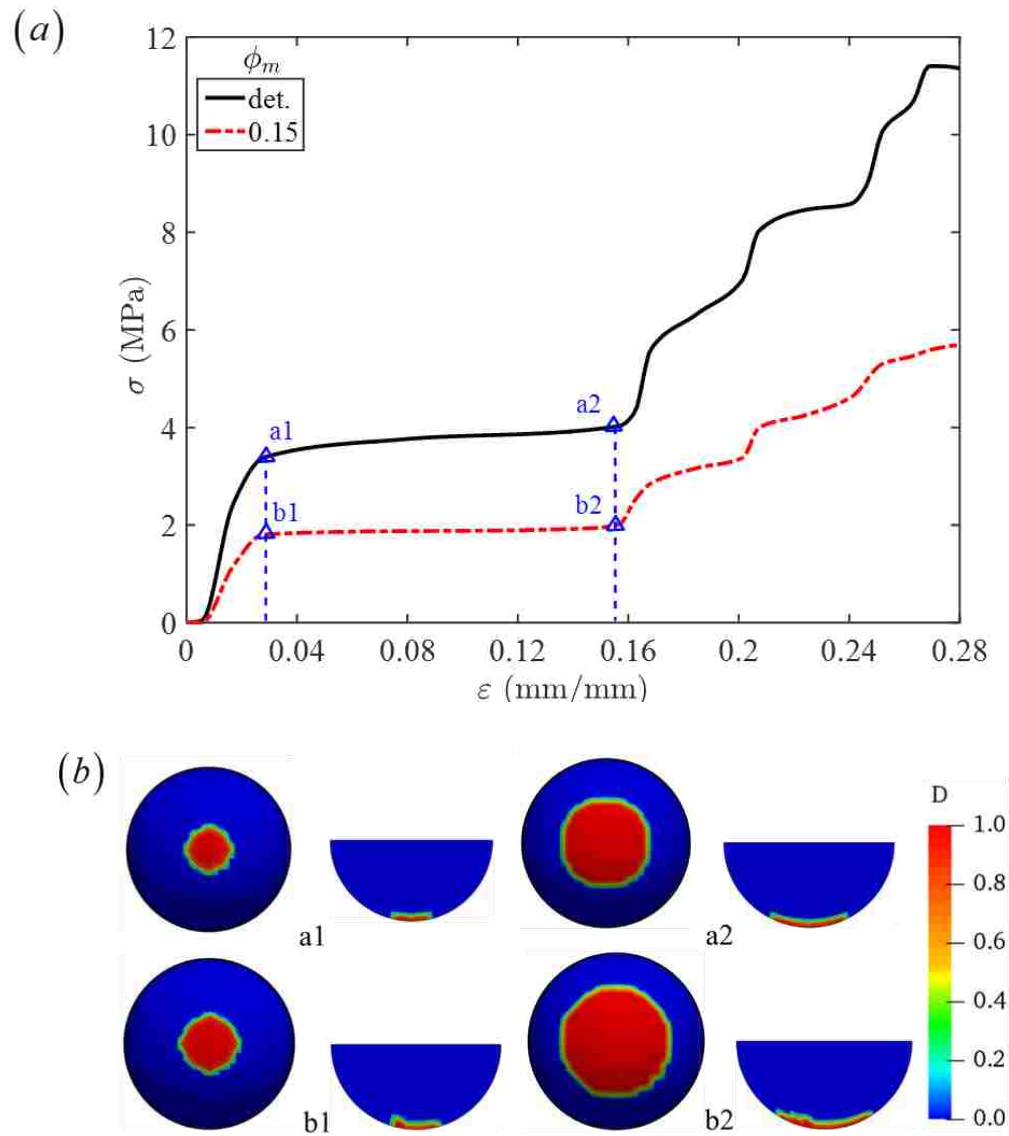 (a)
12
10
8
6
4
2
0
σ (MPa)
ϕ_m
det.
0.15
a1
a2
b1
b2
0 0.04 0.08 0.12 0.16 0.2 0.24 0.28
ε (mm/mm)
(b)
a1
a2
b1
b2
D
1.0
0.8
0.6
0.4
0.2
0.0